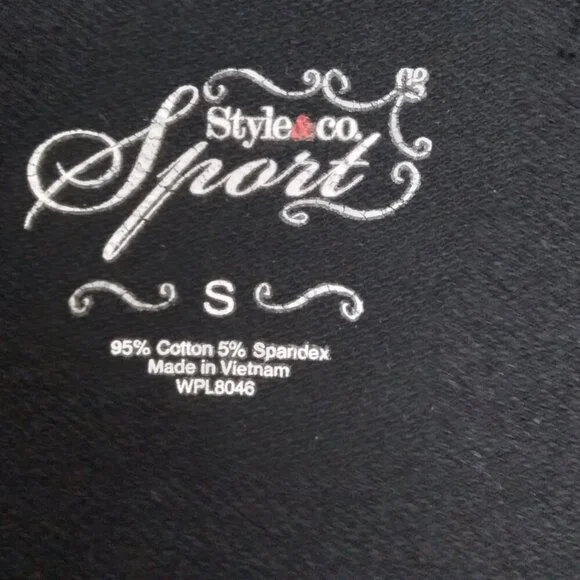 Style&co.
Sport
S
95% Cotton 5% Spandex
Made in Vietnam
WPL8046